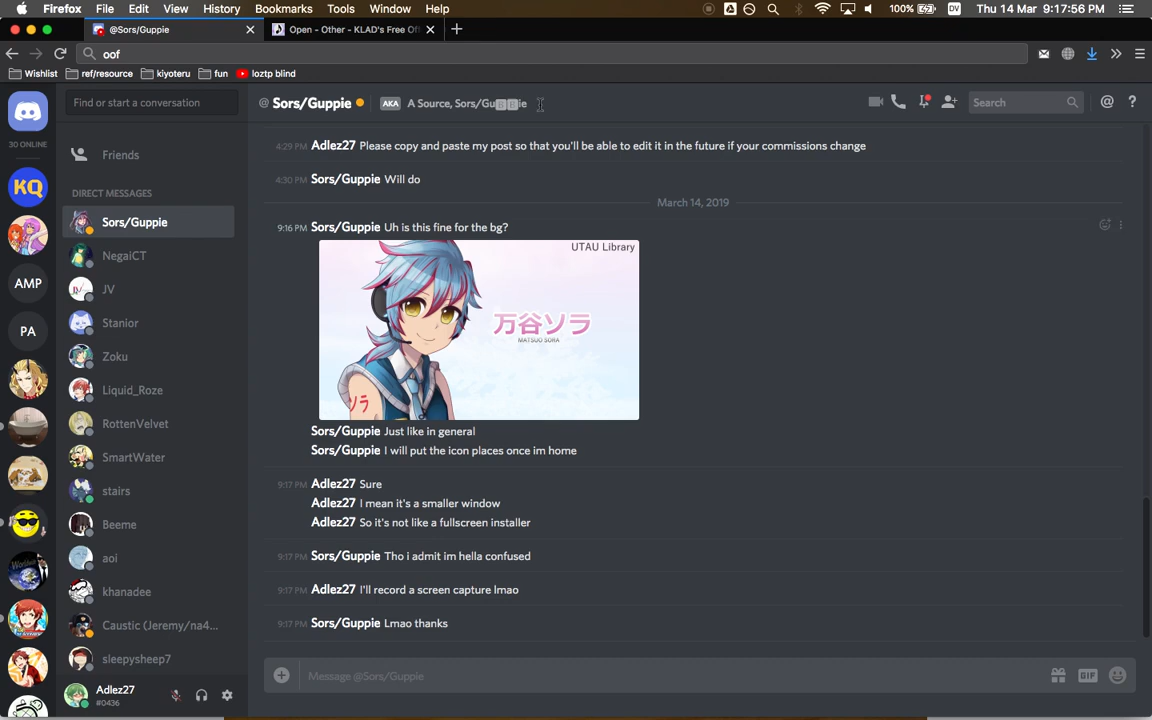 Firefox File Edit View History Bookmarks Tools Window Help 100% DV Thu 14 Mar 9:17:56 PM
@Sors/Guppie Open - Other - KLAD's Free Of
oof
Wishlist ref/resource kiyoteru fun loztp blind
Find or start a conversation
@ Sors/Guppie AKA A Source, Sors/Gu
Search
30 ONLINE
Friends
DIRECT MESSAGES
KQ
AMP
PA
Sors/Guppie
NegaiCT
JV
Stanior
Zoku
Liquid_Roze
RottenVelvet
SmartWater
stairs
Beeme
aoi
khanadee
Caustic (Jeremy/na4...
sleepysheep7
Adlez27
#0436
4:29 PM Adlez27 Please copy and paste my post so that you'll be able to edit it in the future if your commissions change
4:30 PM Sors/Guppie Will do
March 14, 2019
9:16 PM Sors/Guppie Uh is this fine for the bg?
UTAU Library
万谷ソラ
MATSUO SORA
ソラ
Sors/Guppie Just like in general
Sors/Guppie I will put the icon places once im home
9:17 PM Adlez27 Sure
Adlez27 I mean it's a smaller window
Adlez27 So it's not like a fullscreen installer
9:17 PM Sors/Guppie Tho i admit im hella confused
9:17 PM Adlez27 I'll record a screen capture lmao
9:17 PM Sors/Guppie Lmao thanks
Message @Sors/Guppie
GIF